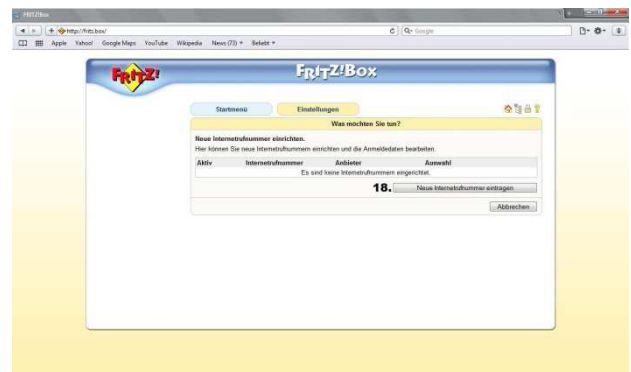 FRITZ!Box
http://fritz.box/
Google
Apple Yahoo! Google Maps YouTube Wikipedia News (73) Beliebt
FRITZ!
FRITZ!Box
Startmenü Einstellungen
Was möchten Sie tun?
Neue Internetrufnummer einrichten.
Hier können Sie neue Internetrufnummern einrichten und die Anmeldedaten bearbeiten.
Aktiv Internetrufnummer Anbieter Auswahl
Es sind keine Internetrufnummern eingerichtet.
18. Neue Internetrufnummer eintragen
Abbrechen